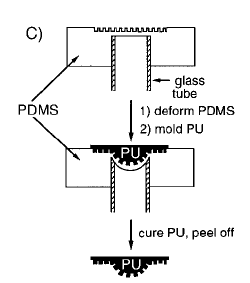 C)
glass
tube
PDMS
1) deform PDMS
2) mold PU
PU
cure PU, peel off
PU